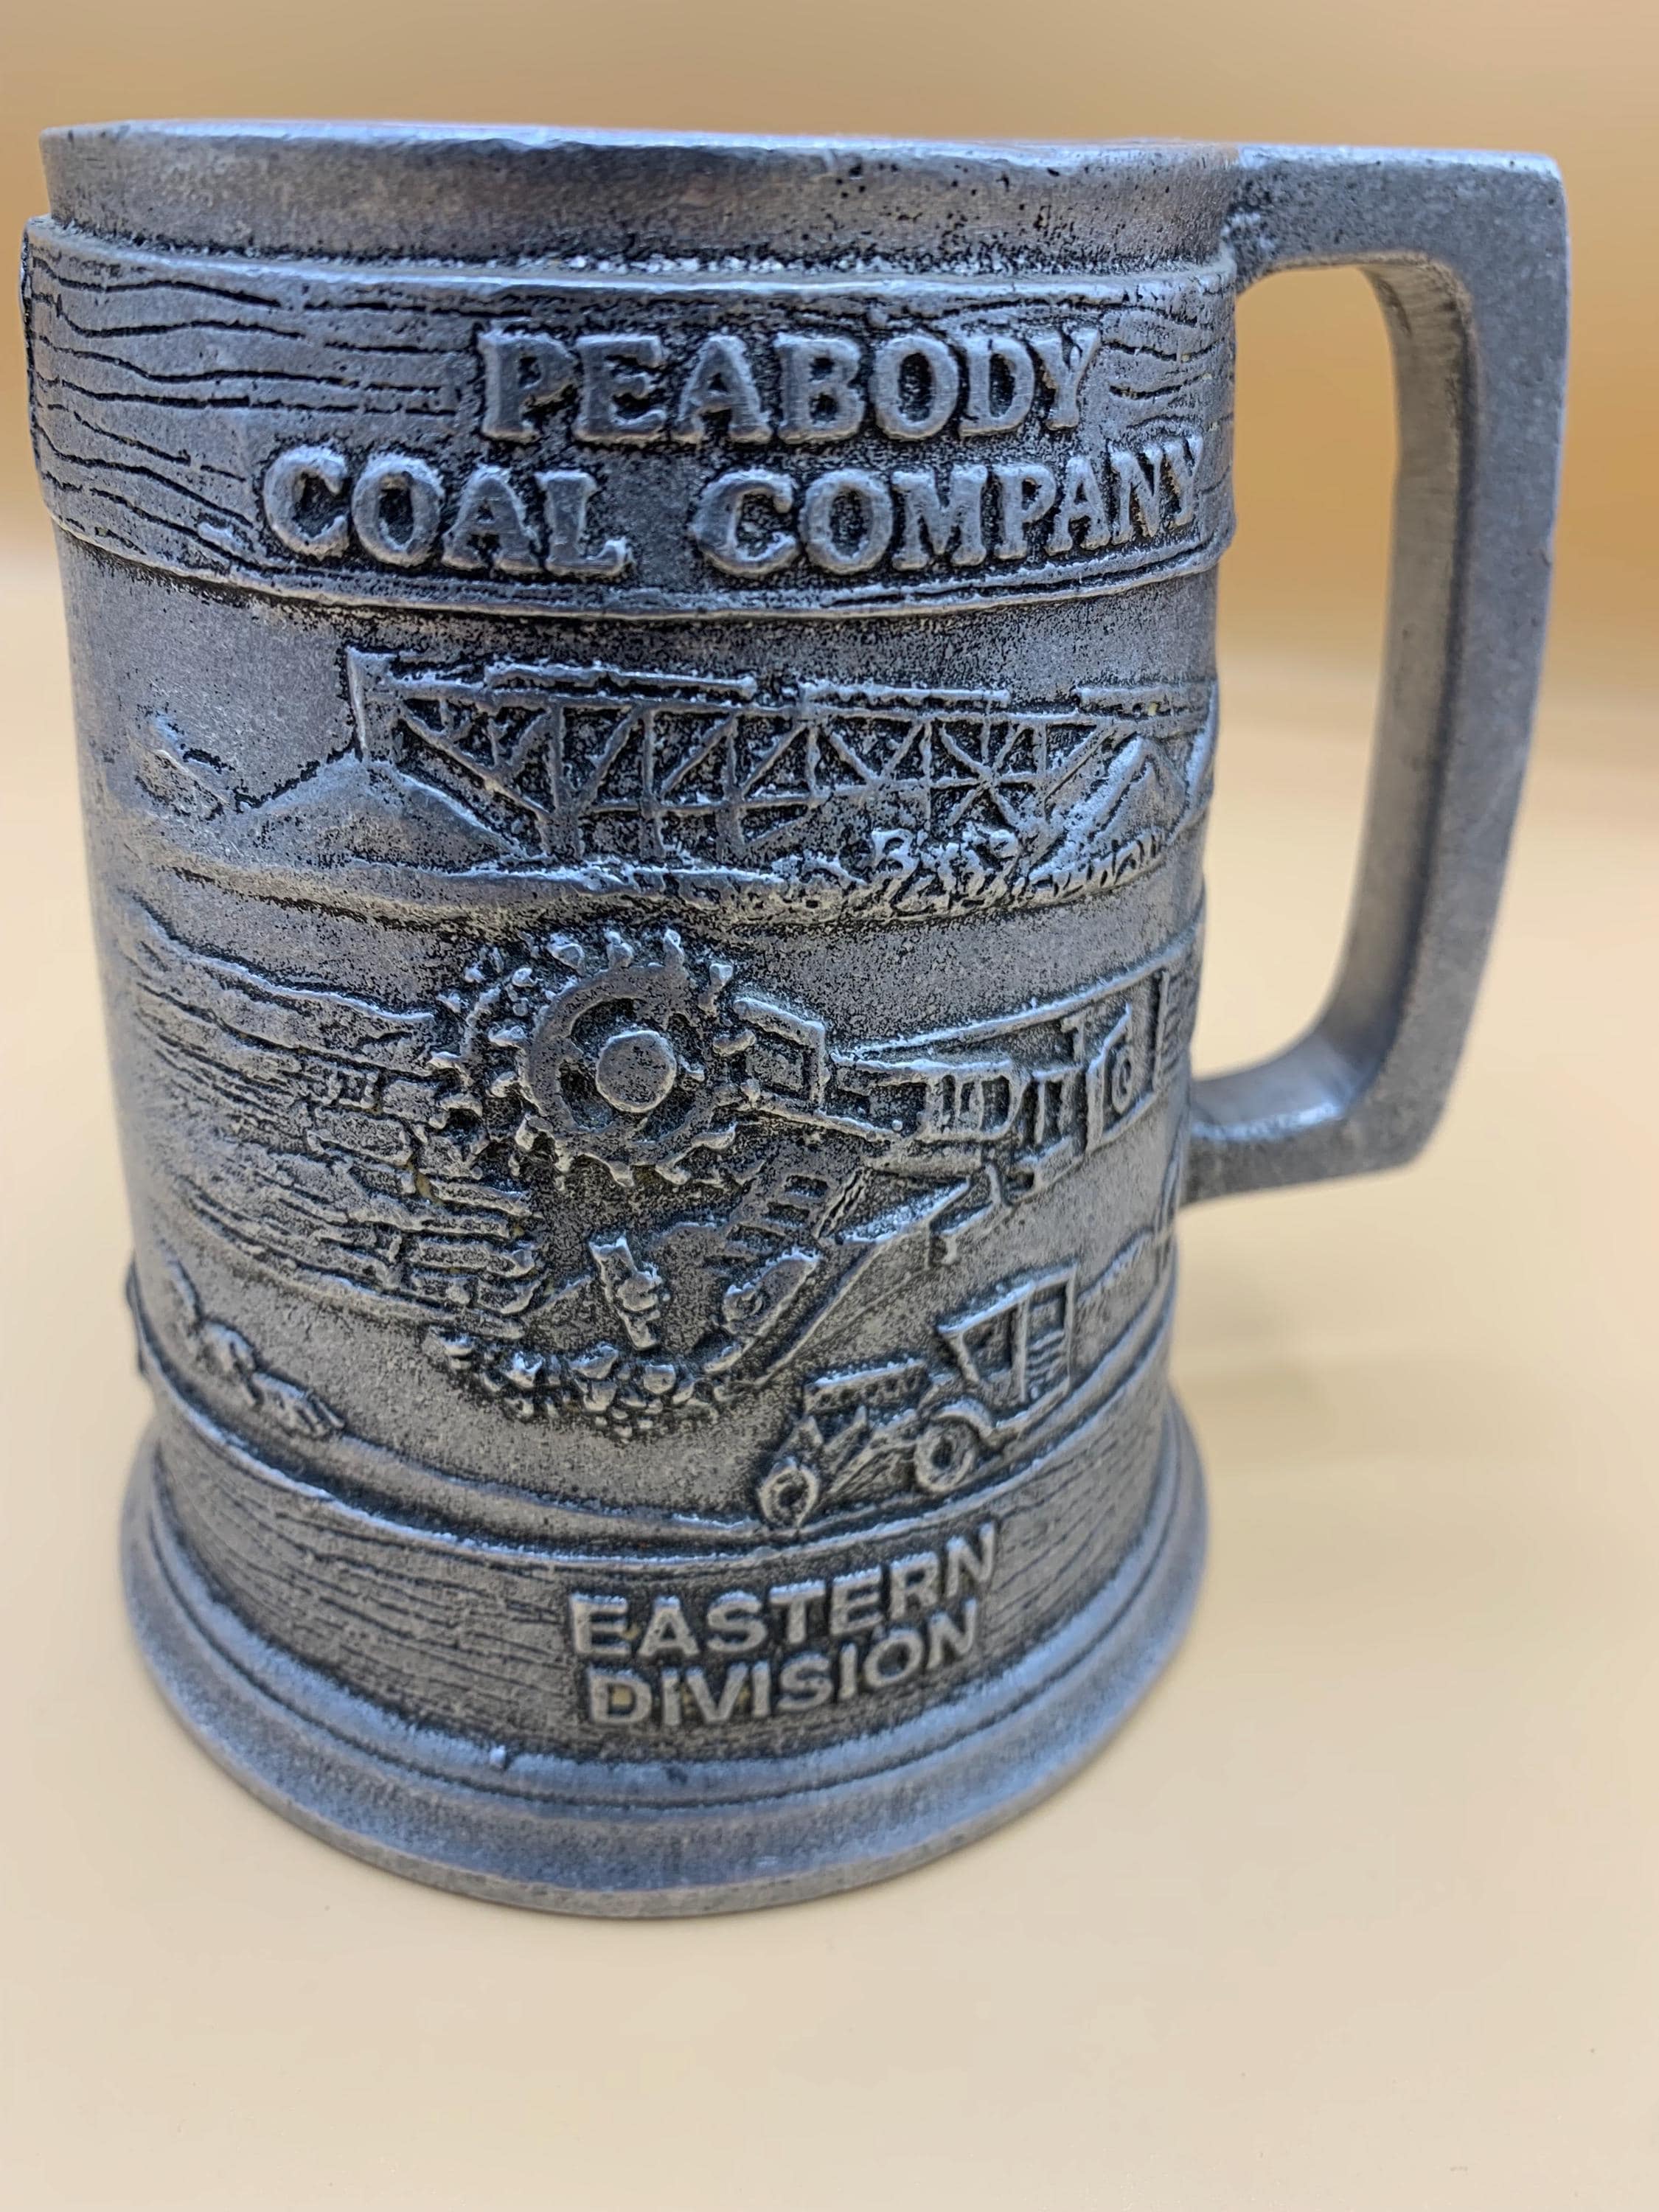 PEABODY
COAL COMPANY
EASTERN
DIVISION